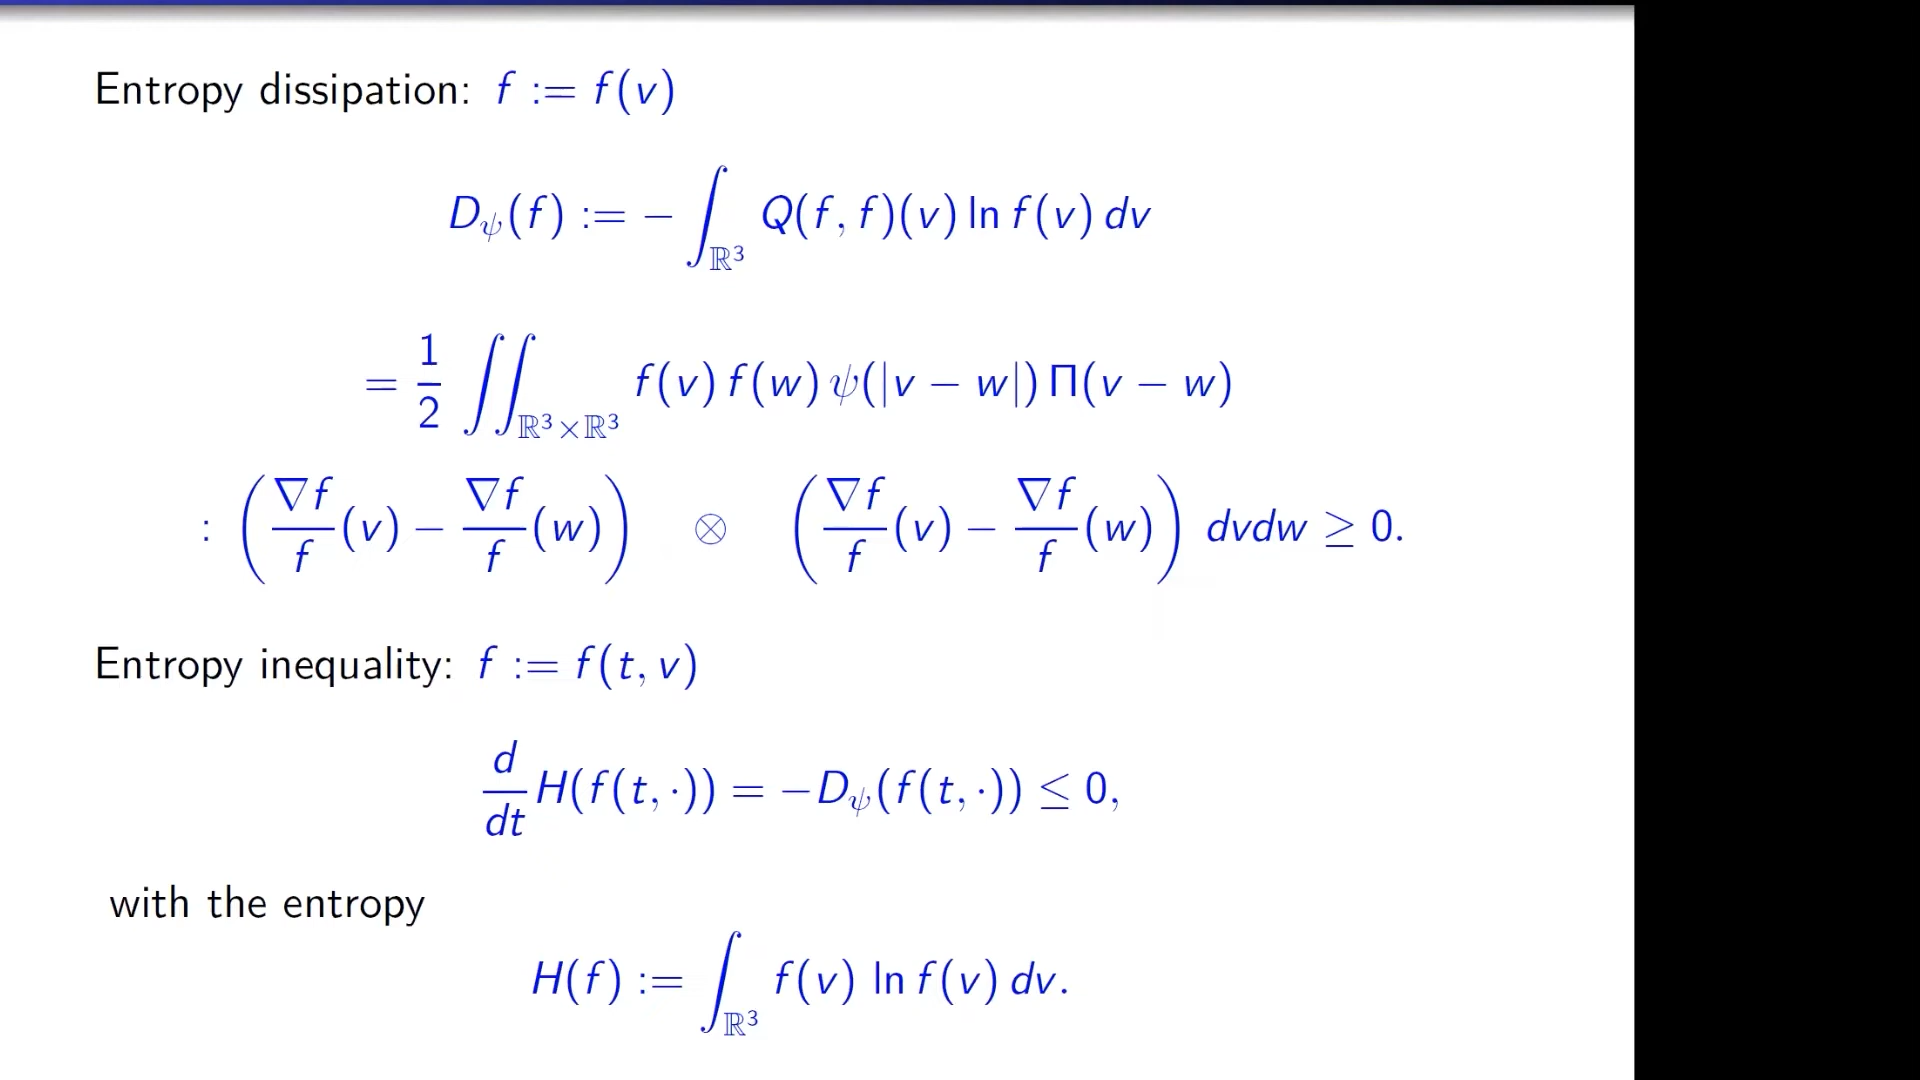 Entropy dissipation: f := f(v)
D_ψ(f) := − ∫_{ℝ³} Q(f, f)(v) ln f(v) dv
= 1/2 ∬_{ℝ³×ℝ³} f(v) f(w) ψ(|v − w|) Π(v − w)
: (∇f/f (v) − ∇f/f (w)) ⊗ (∇f/f (v) − ∇f/f (w)) dvdw ≥ 0.
Entropy inequality: f := f(t, v)
d/dt H(f(t, ·)) = −D_ψ(f(t, ·)) ≤ 0,
with the entropy
H(f) := ∫_{ℝ³} f(v) ln f(v) dv.